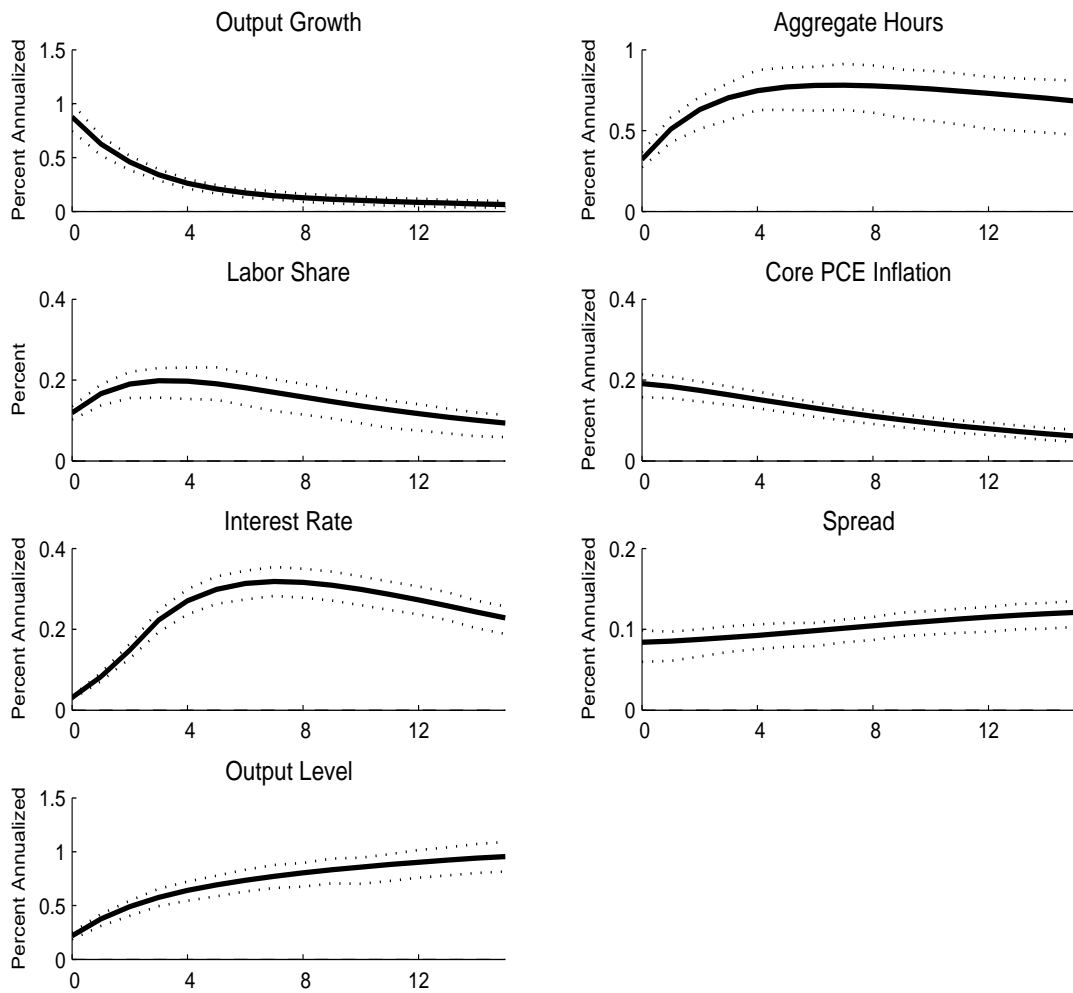 Output Growth
Percent Annualized
1.5
1
0.5
0
0 4 8 12
Aggregate Hours
Percent Annualized
1
0.5
0
0 4 8 12
Labor Share
Percent
0.4
0.2
0
0 4 8 12
Core PCE Inflation
Percent Annualized
0.4
0.2
0
0 4 8 12
Interest Rate
Percent Annualized
0.4
0.2
0
0 4 8 12
Spread
Percent Annualized
0.2
0.1
0
0 4 8 12
Output Level
Percent Annualized
1.5
1
0.5
0
0 4 8 12